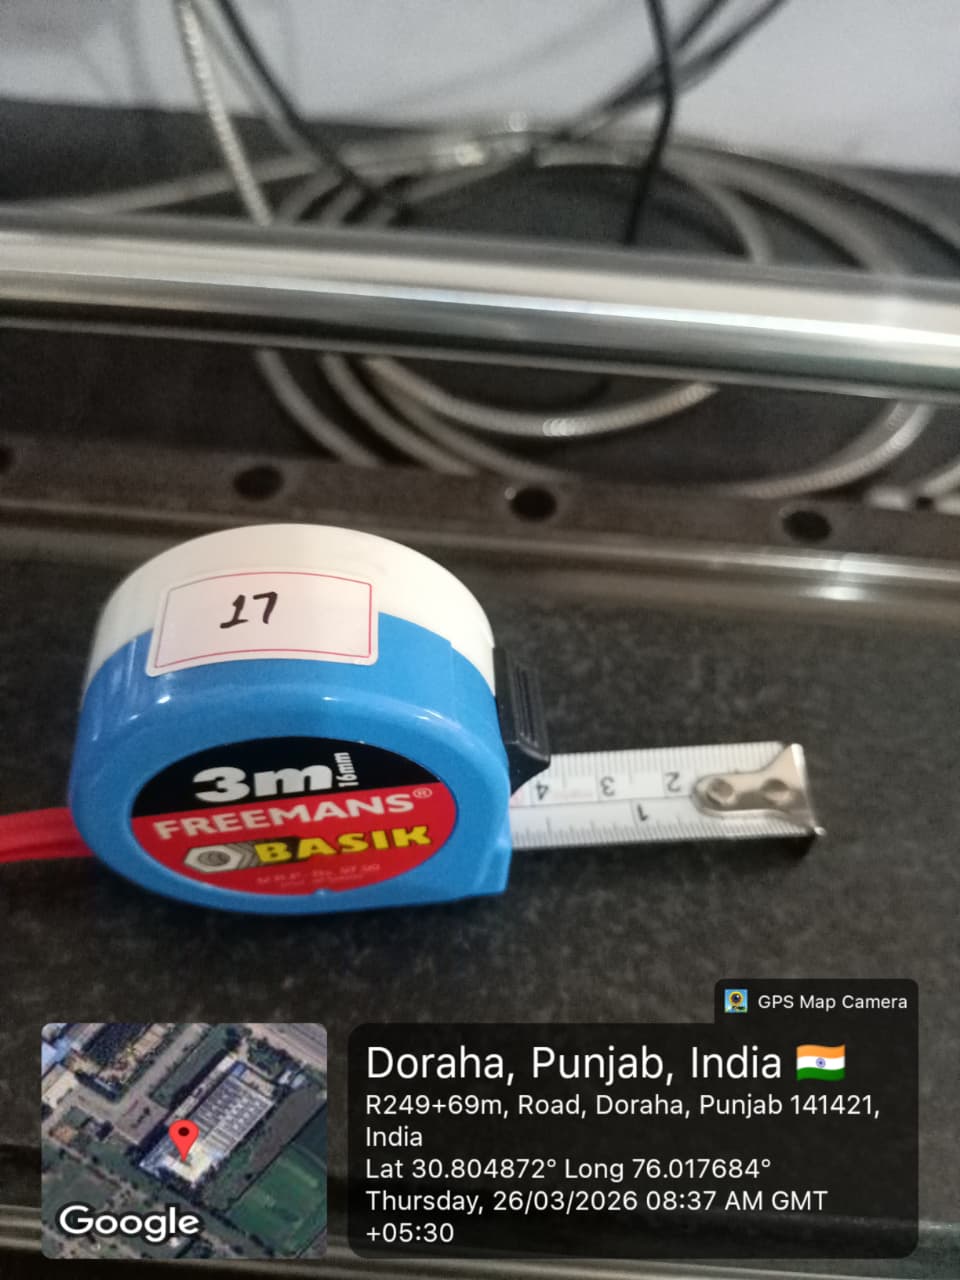 17
3m
16mm
FREEMANS®
BASIK
4 3 2
1
GPS Map Camera
Google
Doraha, Punjab, India 🇮🇳
R249+69m, Road, Doraha, Punjab 141421,
India
Lat 30.804872° Long 76.017684°
Thursday, 26/03/2026 08:37 AM GMT
+05:30